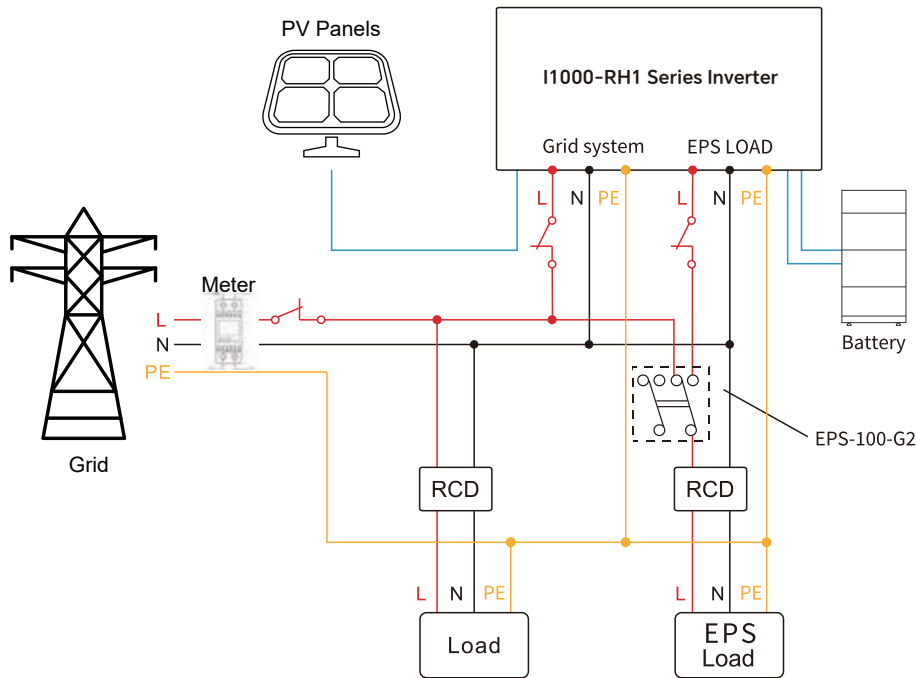 PV Panels
I1000-RH1 Series Inverter
Grid system
EPS LOAD
L
N
PE
L
N
PE
Meter
L
N
PE
Battery
EPS-100-G2
Grid
RCD
RCD
L
N
PE
L
N
PE
Load
EPS
Load